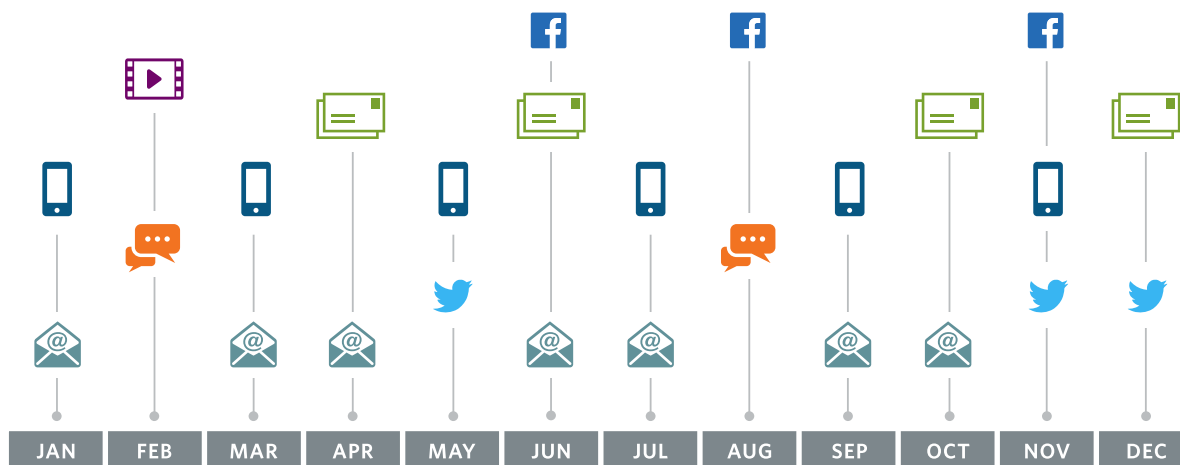 @ @ @ @ @ @ @
JAN FEB MAR APR MAY JUN JUL AUG SEP OCT NOV DEC